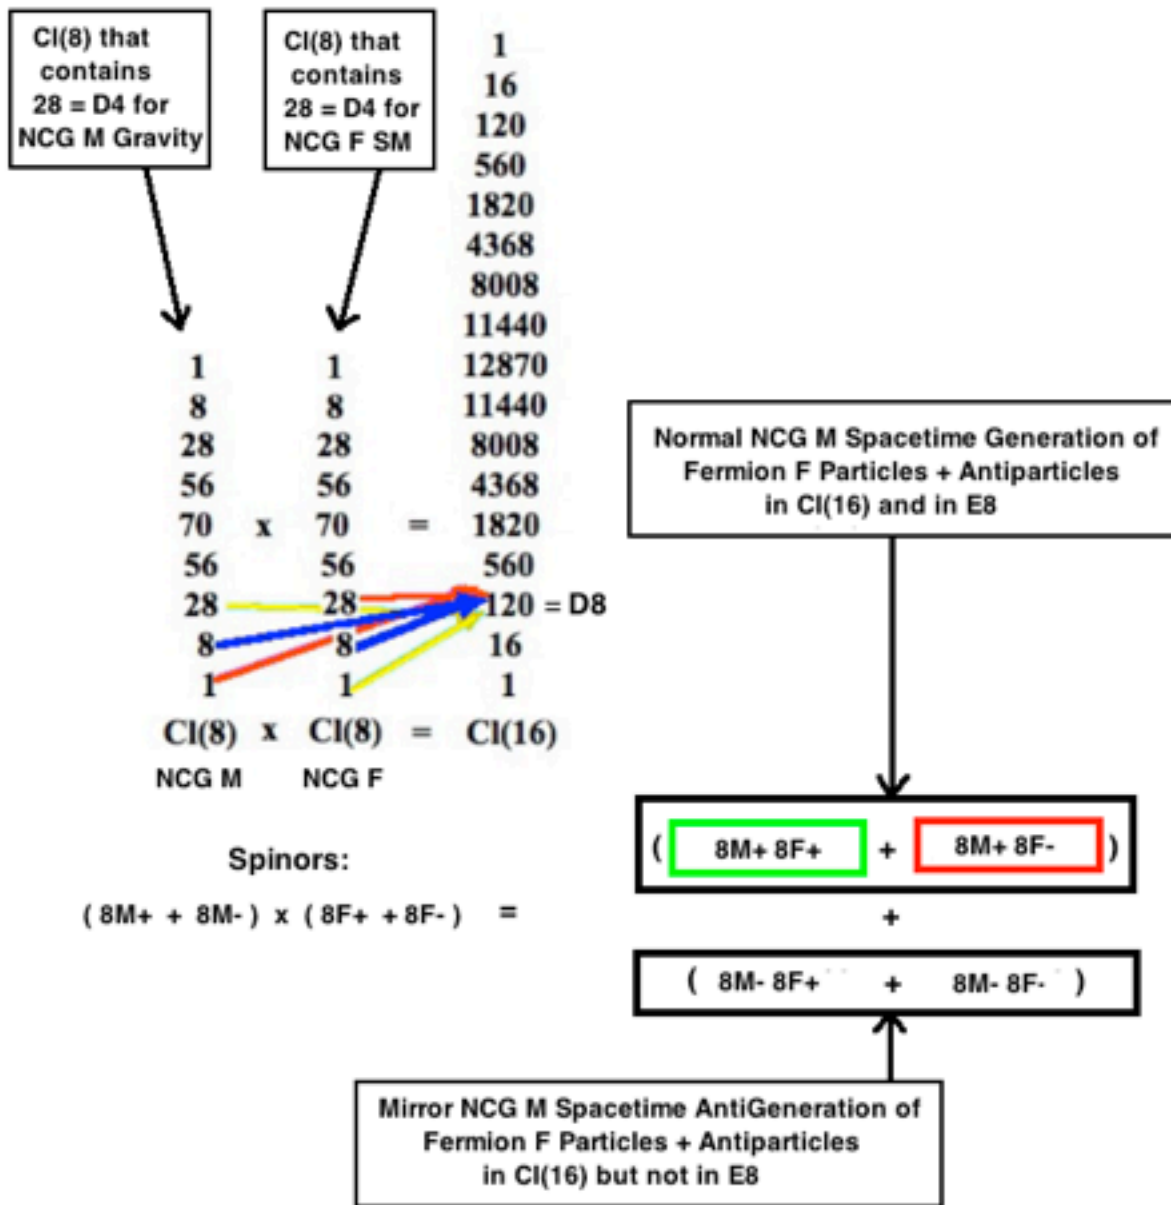 Cl(8) that
contains
28 = D4 for
NCG M Gravity
Cl(8) that
contains
28 = D4 for
NCG F SM
1
16
120
560
1820
4368
8008
11440
1 1 12870
8 8 11440
28 28 8008
56 56 4368
70 x 70 = 1820
56 56 560
28 28 120 = D8
8 8 16
1 1 1
Cl(8) x Cl(8) = Cl(16)
NCG M NCG F
Normal NCG M Spacetime Generation of
Fermion F Particles + Antiparticles
in Cl(16) and in E8
Spinors:
( 8M+ + 8M- ) x ( 8F+ + 8F- ) =
( 8M+ 8F+ + 8M+ 8F- )
+
( 8M- 8F+ + 8M- 8F- )
Mirror NCG M Spacetime AntiGeneration of
Fermion F Particles + Antiparticles
in Cl(16) but not in E8